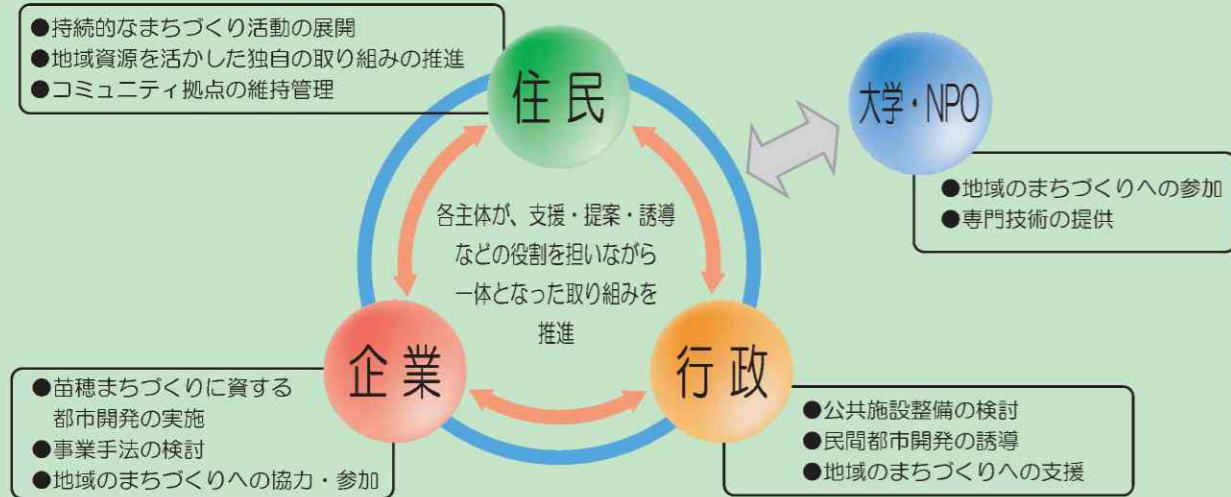 ●持続的なまちづくり活動の展開
●地域資源を活かした独自の取り組みの推進
●コミュニティ拠点の維持管理
住民
大学・NPO
●地域のまちづくりへの参加
●専門技術の提供
各主体が、支援・提案・誘導
などの役割を担いながら
一体となった取り組みを
推進
企業
●苗穂まちづくりに資する
都市開発の実施
●事業手法の検討
●地域のまちづくりへの協力・参加
行政
●公共施設整備の検討
●民間都市開発の誘導
●地域のまちづくりへの支援